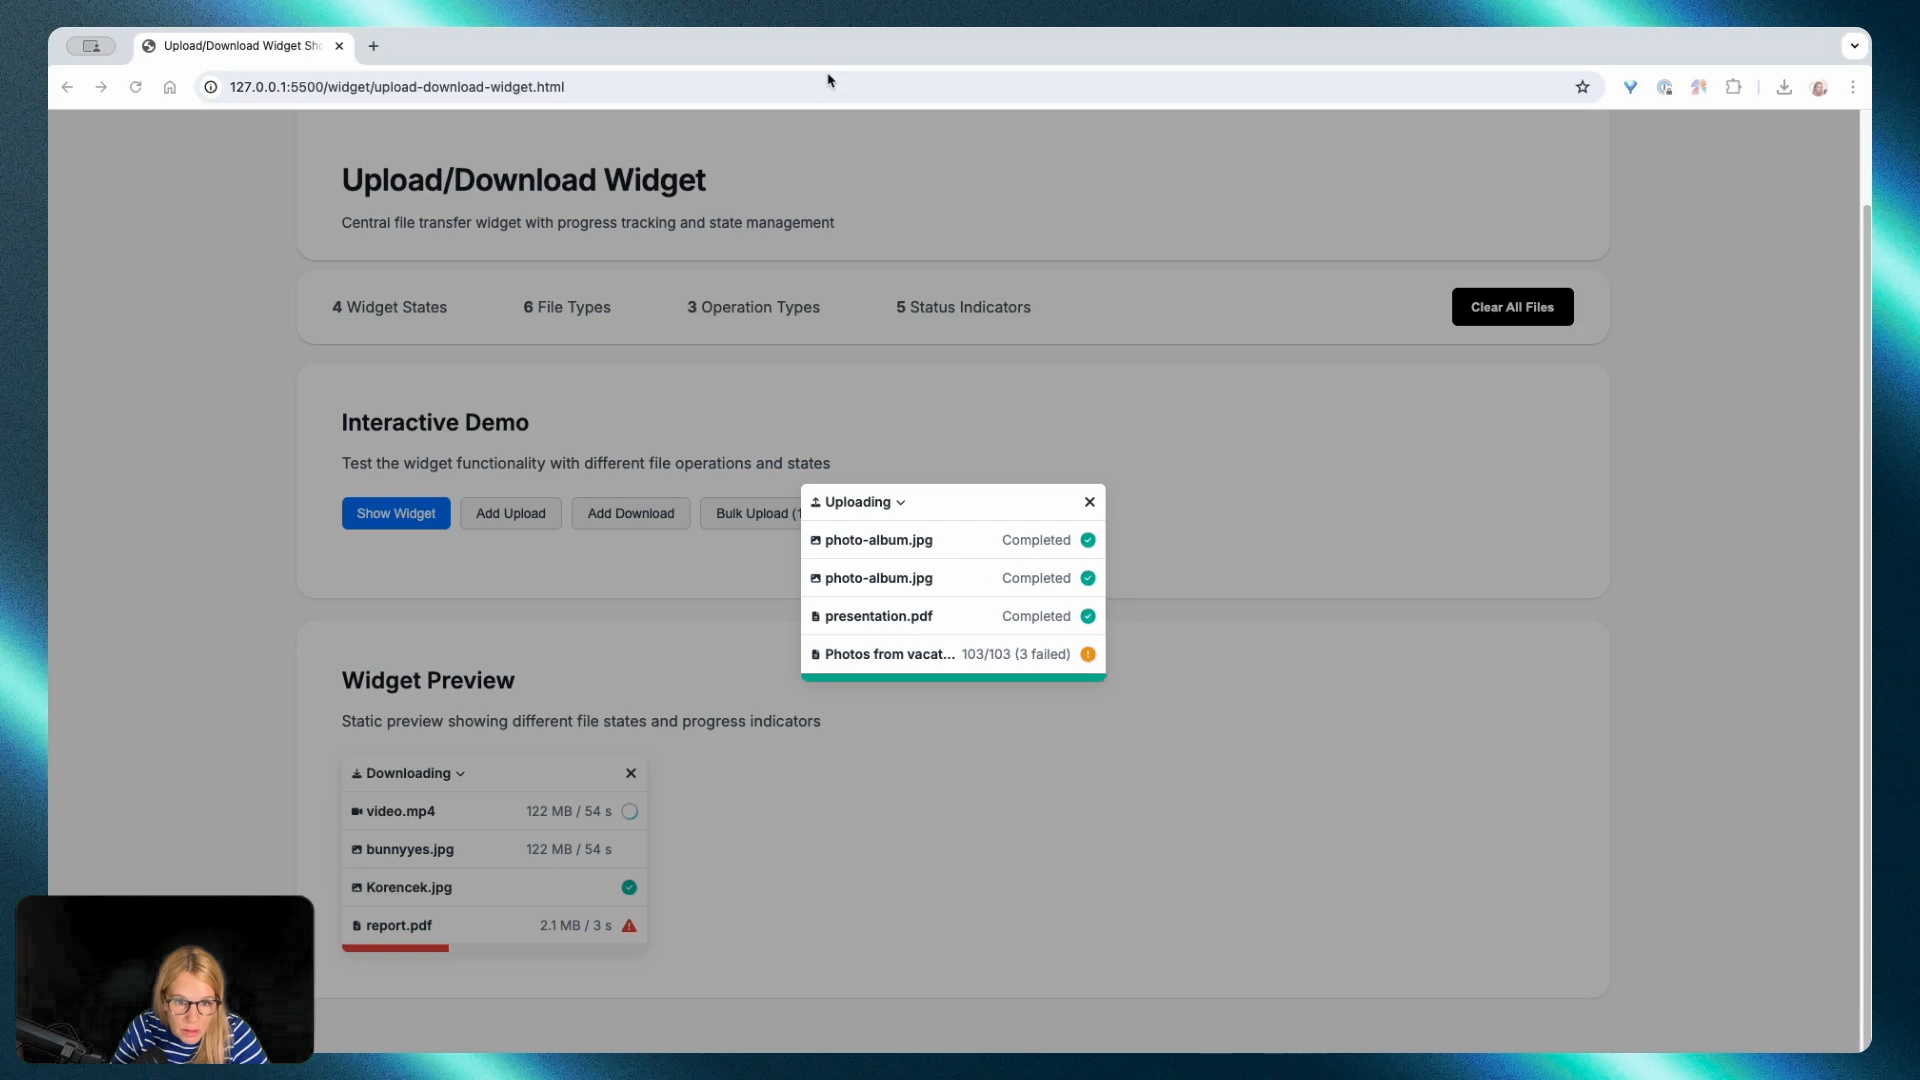 Upload/Download Widget Sh
127.0.0.1:5500/widget/upload-download-widget.html
Upload/Download Widget
Central file transfer widget with progress tracking and state management
4 Widget States
6 File Types
3 Operation Types
5 Status Indicators
Clear All Files
Interactive Demo
Test the widget functionality with different file operations and states
Show Widget
Add Upload
Add Download
Bulk Upload (1
Uploading
photo-album.jpg Completed
photo-album.jpg Completed
presentation.pdf Completed
Photos from vacat... 103/103 (3 failed)
Widget Preview
Static preview showing different file states and progress indicators
Downloading
video.mp4 122 MB / 54 s
bunnyyes.jpg 122 MB / 54 s
Korencek.jpg
report.pdf 2.1 MB / 3 s